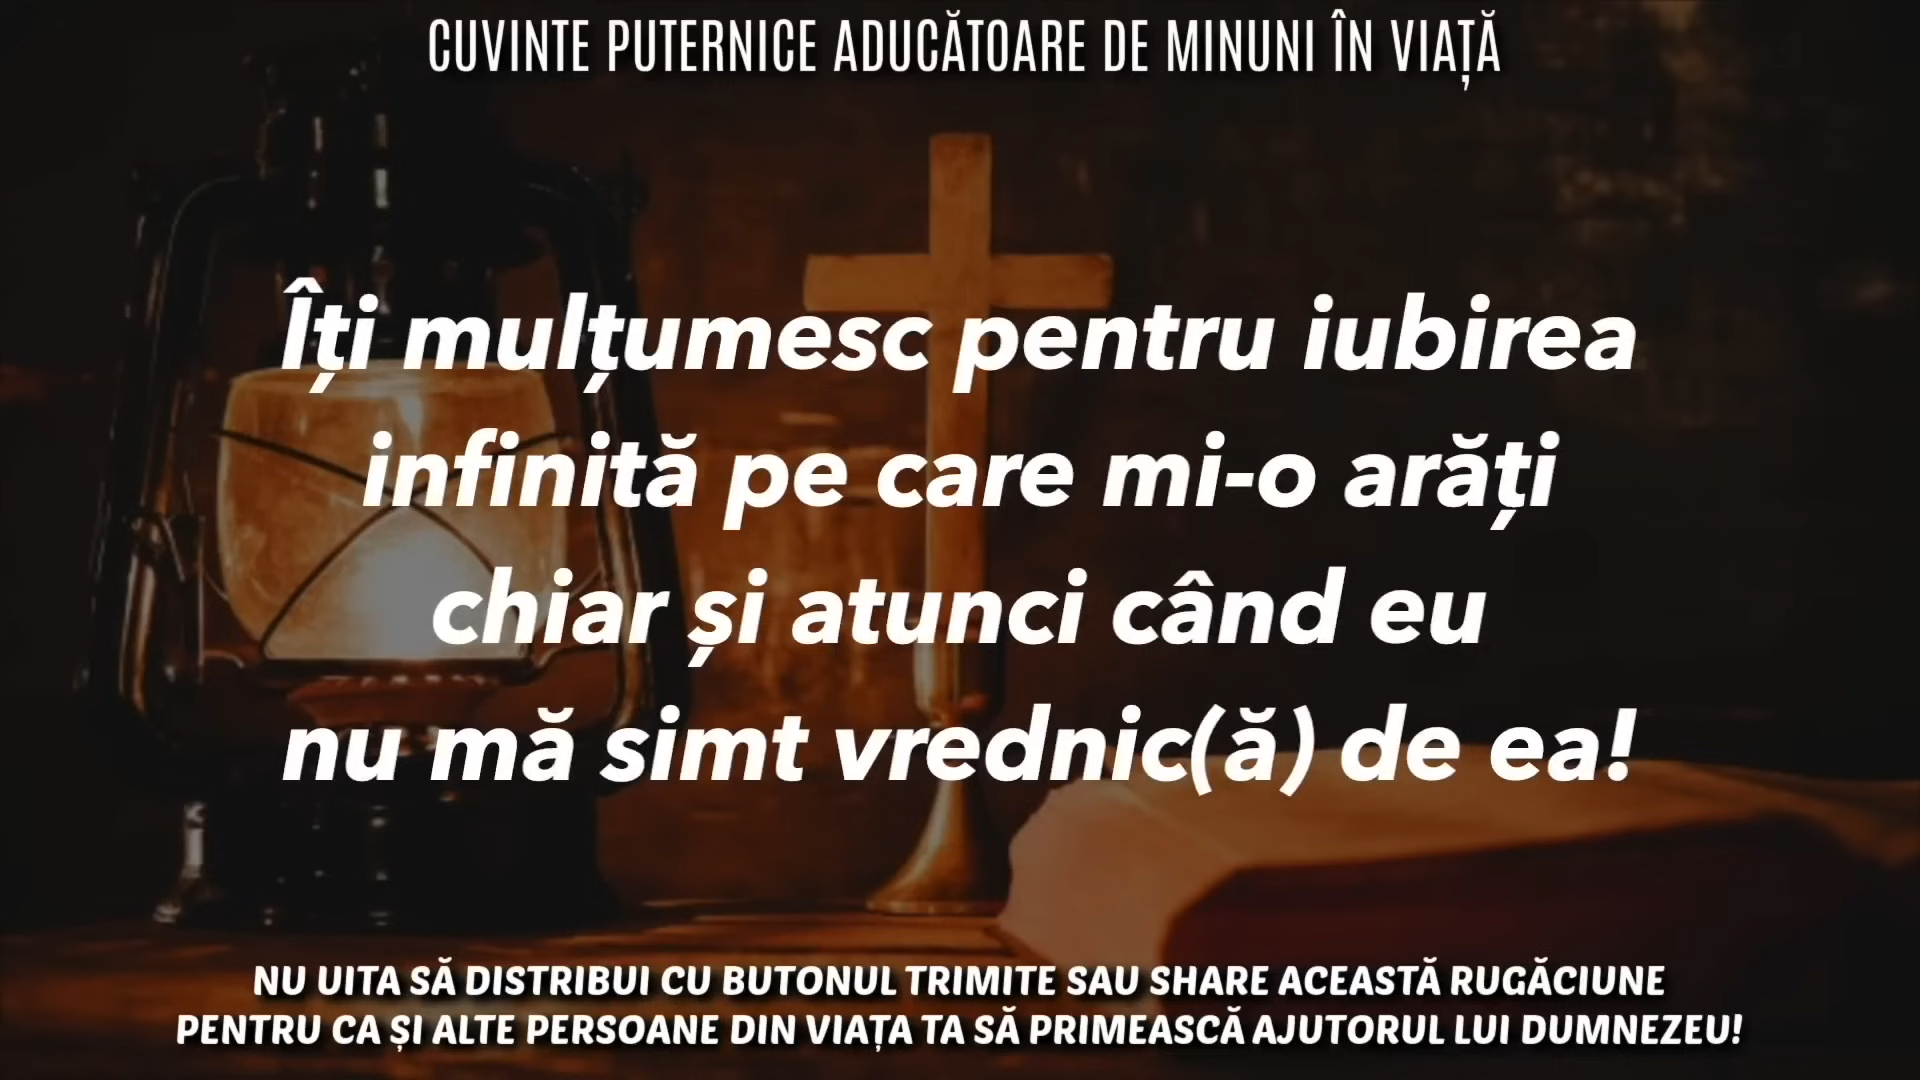 CUVINTE PUTERNICE ADUCĂTOARE DE MINUNI ÎN VIAȚĂ
Îți mulțumesc pentru iubirea
infinită pe care mi-o arăți
chiar și atunci când eu
nu mă simt vrednic(ă) de ea!
NU UITA SĂ DISTRIBUI CU BUTONUL TRIMITE SAU SHARE ACEASTĂ RUGĂCIUNE
PENTRU CA ȘI ALTE PERSOANE DIN VIAȚA TA SĂ PRIMEASCĂ AJUTORUL LUI DUMNEZEU!